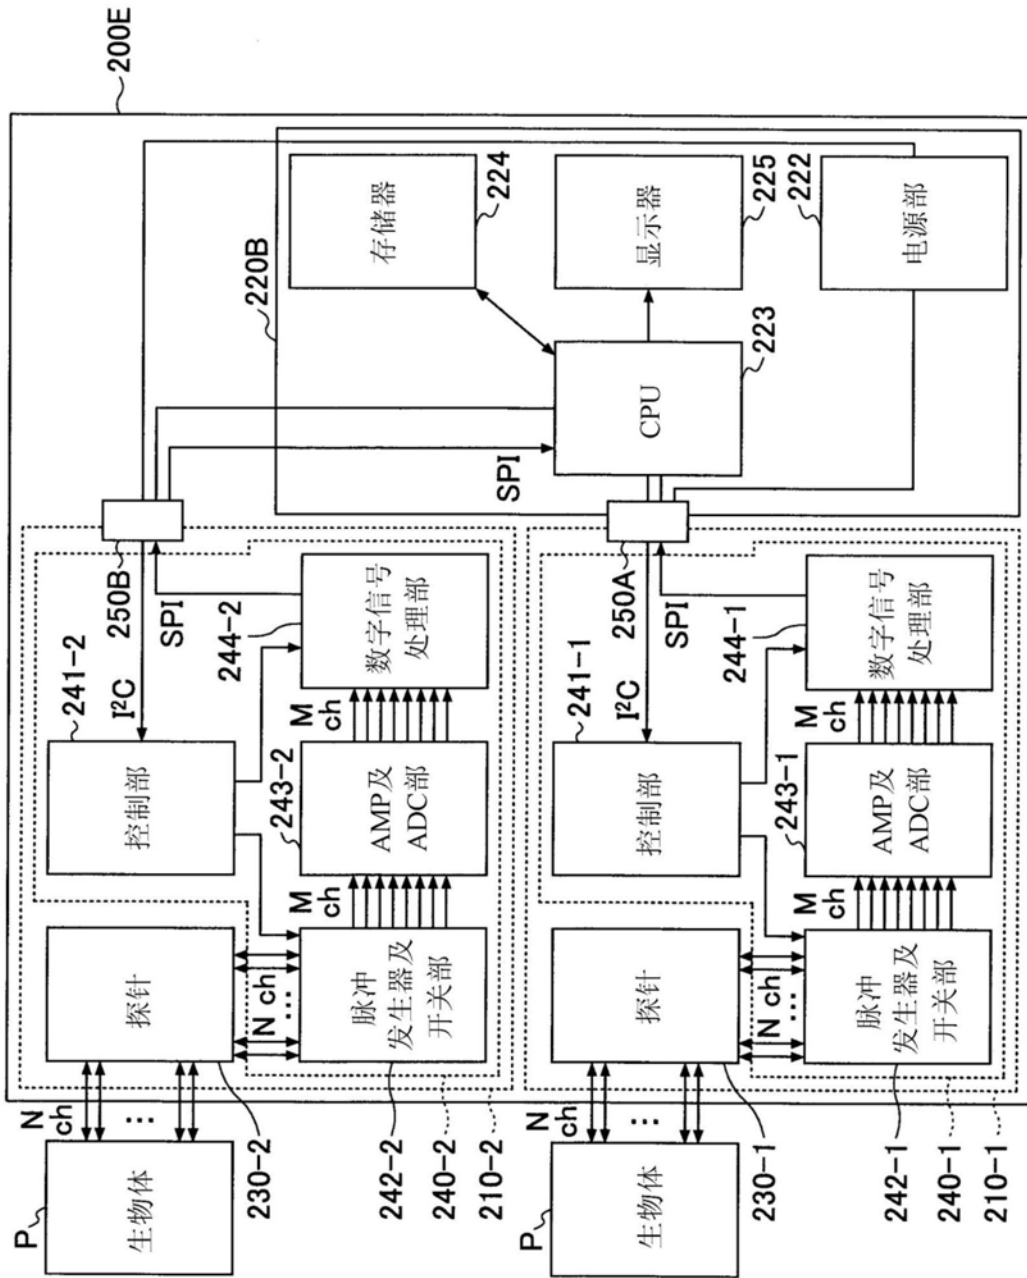 P
生物体
N
ch
⋮
230-1
探针
N ch ⋯
脉冲
发生器及
开关部
242-1
240-1
210-1
控制部
241-1
I²C
250A
M
ch
AMP及
ADC部
243-1
M
ch
数字信号
处理部
244-1
SPI
P
生物体
N
ch
⋮
230-2
探针
N ch ⋯
脉冲
发生器及
开关部
242-2
240-2
210-2
控制部
241-2
I²C
250B
M
ch
AMP及
ADC部
243-2
M
ch
数字信号
处理部
244-2
SPI
SPI
CPU
223
220B
存储器
224
显示器
225
电源部
222
200E